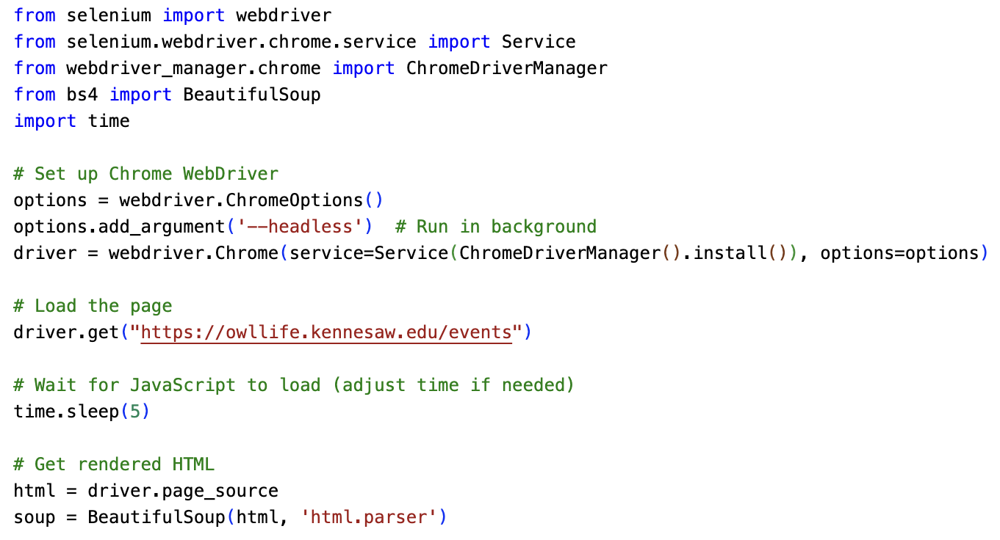 from selenium import webdriver
from selenium.webdriver.chrome.service import Service
from webdriver_manager.chrome import ChromeDriverManager
from bs4 import BeautifulSoup
import time
# Set up Chrome WebDriver
options = webdriver.ChromeOptions()
options.add_argument('--headless')  # Run in background
driver = webdriver.Chrome(service=Service(ChromeDriverManager().install()), options=options)
# Load the page
driver.get("https://owllife.kennesaw.edu/events")
# Wait for JavaScript to load (adjust time if needed)
time.sleep(5)
# Get rendered HTML
html = driver.page_source
soup = BeautifulSoup(html, 'html.parser')